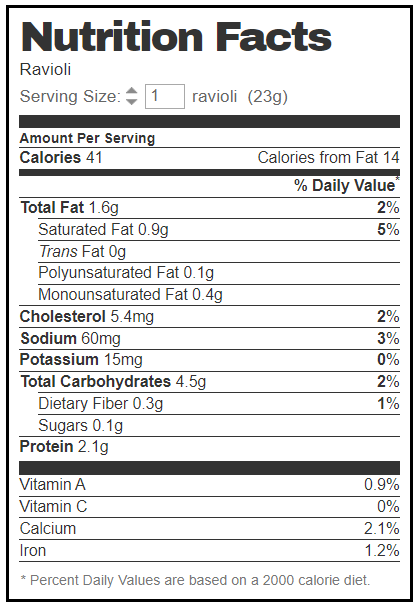 Nutrition Facts
Ravioli
Serving Size: 1 ravioli (23g)
Amount Per Serving
Calories 41 Calories from Fat 14
% Daily Value*
Total Fat 1.6g 2%
Saturated Fat 0.9g 5%
Trans Fat 0g
Polyunsaturated Fat 0.1g
Monounsaturated Fat 0.4g
Cholesterol 5.4mg 2%
Sodium 60mg 3%
Potassium 15mg 0%
Total Carbohydrates 4.5g 2%
Dietary Fiber 0.3g 1%
Sugars 0.1g
Protein 2.1g
Vitamin A 0.9%
Vitamin C 0%
Calcium 2.1%
Iron 1.2%
* Percent Daily Values are based on a 2000 calorie diet.